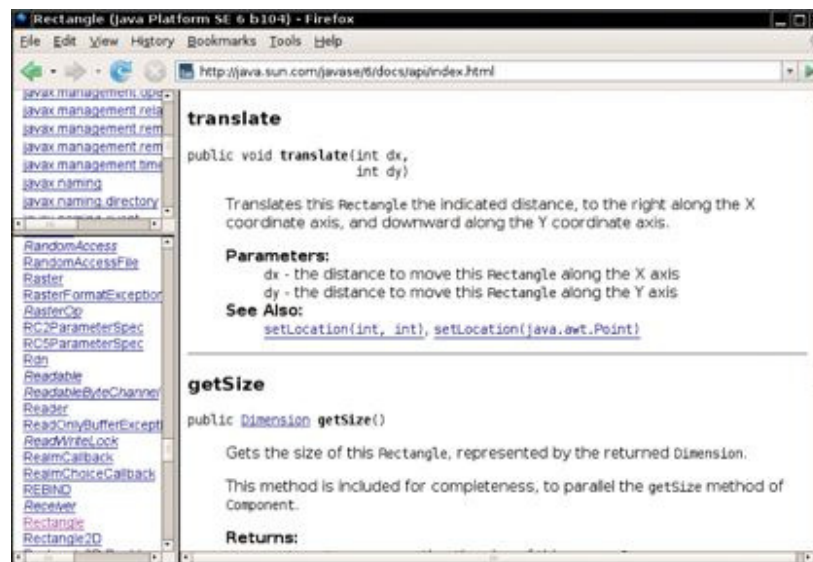 Rectangle (Java Platform SE 6 b104) - Firefox
File Edit View History Bookmarks Tools Help
http://java.sun.com/javase/6/docs/api/index.html
javax.management.ope
javax.management.rela
javax.management.rem
javax.management.rem
javax.management.time
javax.naming
javax.naming.directory
RandomAccess
RandomAccessFile
Raster
RasterFormatException
RasterOp
RC2ParameterSpec
RC5ParameterSpec
Rdn
Readable
ReadableByteChannel
Reader
ReadOnlyBufferExcepti
ReadWriteLock
RealmCallback
RealmChoiceCallback
REBIND
Receiver
Rectangle
Rectangle2D
translate
public void translate(int dx,
int dy)
Translates this Rectangle the indicated distance, to the right along the X
coordinate axis, and downward along the Y coordinate axis.
Parameters:
dx - the distance to move this Rectangle along the X axis
dy - the distance to move this Rectangle along the Y axis
See Also:
setLocation(int, int), setLocation(java.awt.Point)
getSize
public Dimension getSize()
Gets the size of this Rectangle, represented by the returned Dimension.
This method is included for completeness, to parallel the getSize method of
Component.
Returns: